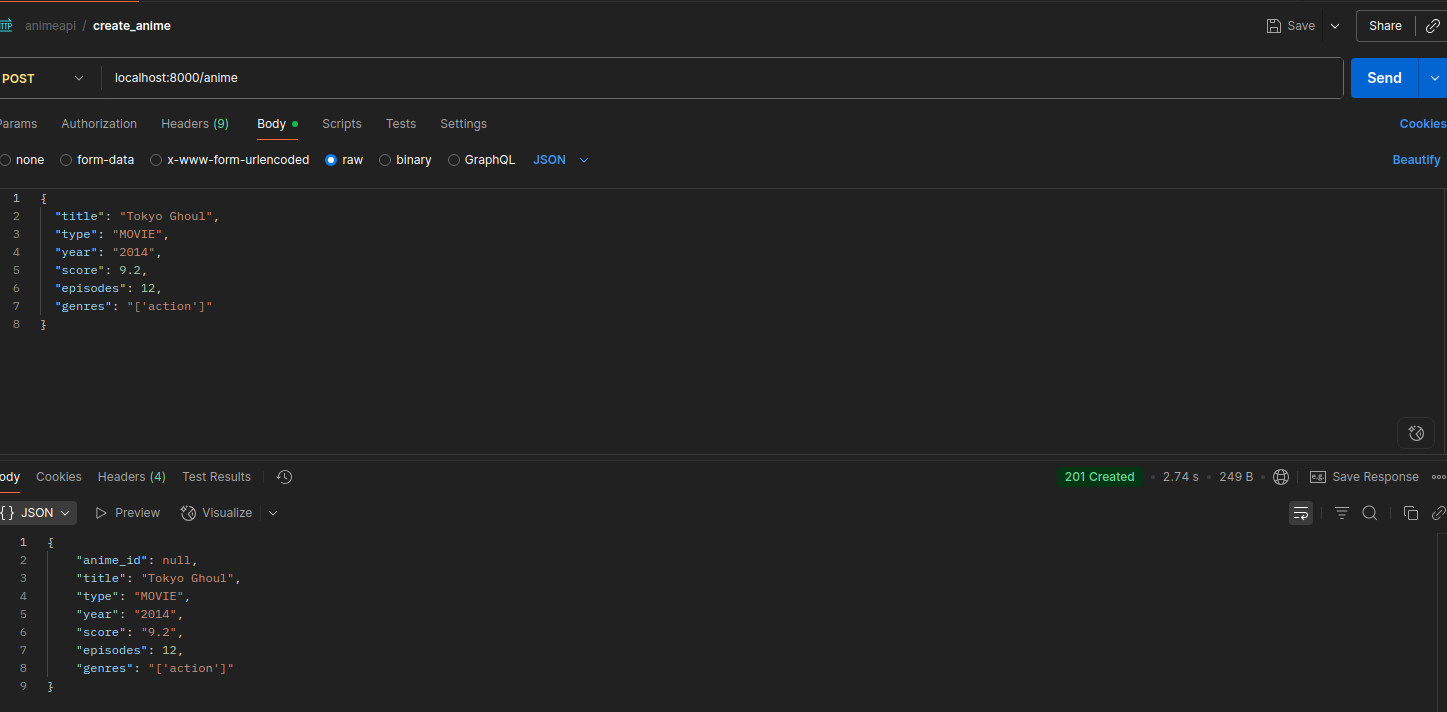 HTTP animeapi / create_anime Save Share
POST localhost:8000/anime Send
Params Authorization Headers (9) Body Scripts Tests Settings Cookies
none form-data x-www-form-urlencoded raw binary GraphQL JSON Beautify
1 {
2 "title": "Tokyo Ghoul",
3 "type": "MOVIE",
4 "year": "2014",
5 "score": 9.2,
6 "episodes": 12,
7 "genres": "['action']"
8 }
ody Cookies Headers (4) Test Results 201 Created • 2.74 s • 249 B • e.g. Save Response
{} JSON Preview Visualize
1 {
2 "anime_id": null,
3 "title": "Tokyo Ghoul",
4 "type": "MOVIE",
5 "year": "2014",
6 "score": "9.2",
7 "episodes": 12,
8 "genres": "['action']"
9 }